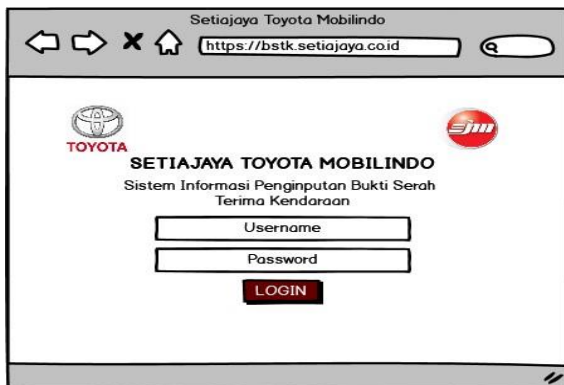 Setiajaya Toyota Mobilindo
https://bstk.setiajaya.co.id
TOYOTA
sjm
SETIAJAYA TOYOTA MOBILINDO
Sistem Informasi Penginputan Bukti Serah
Terima Kendaraan
Username
Password
LOGIN